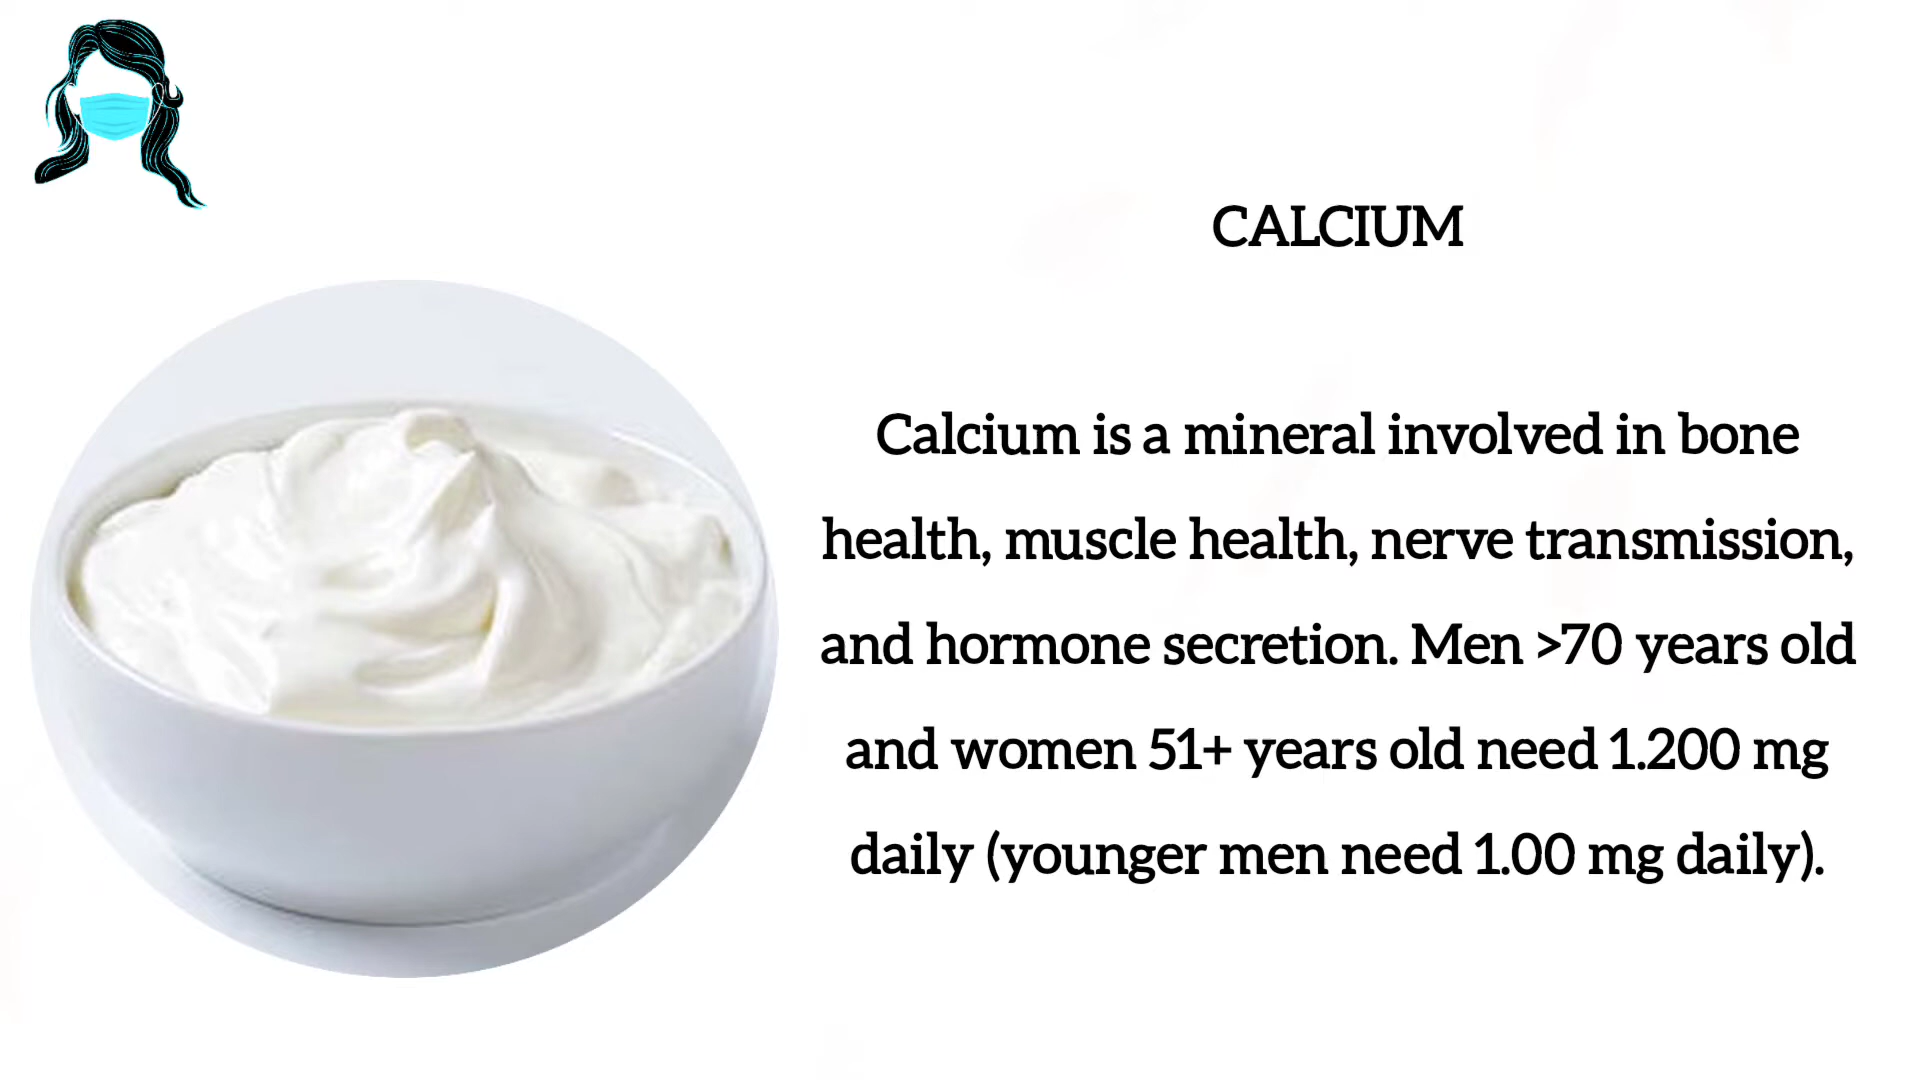 CALCIUM
Calcium is a mineral involved in bone
health, muscle health, nerve transmission,
and hormone secretion. Men >70 years old
and women 51+ years old need 1.200 mg
daily (younger men need 1.00 mg daily).